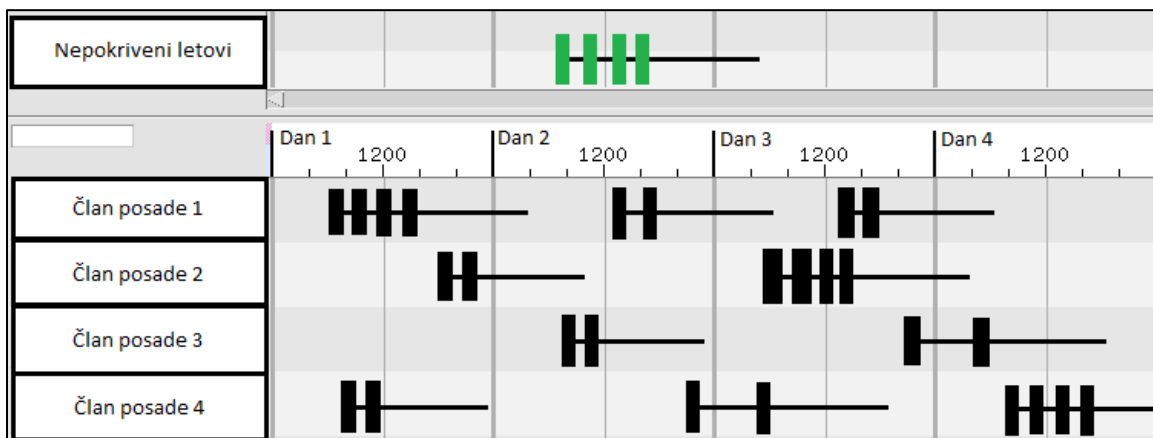 Nepokriveni letovi
Dan 1 Dan 2 Dan 3 Dan 4
1200 1200 1200 1200
Član posade 1
Član posade 2
Član posade 3
Član posade 4